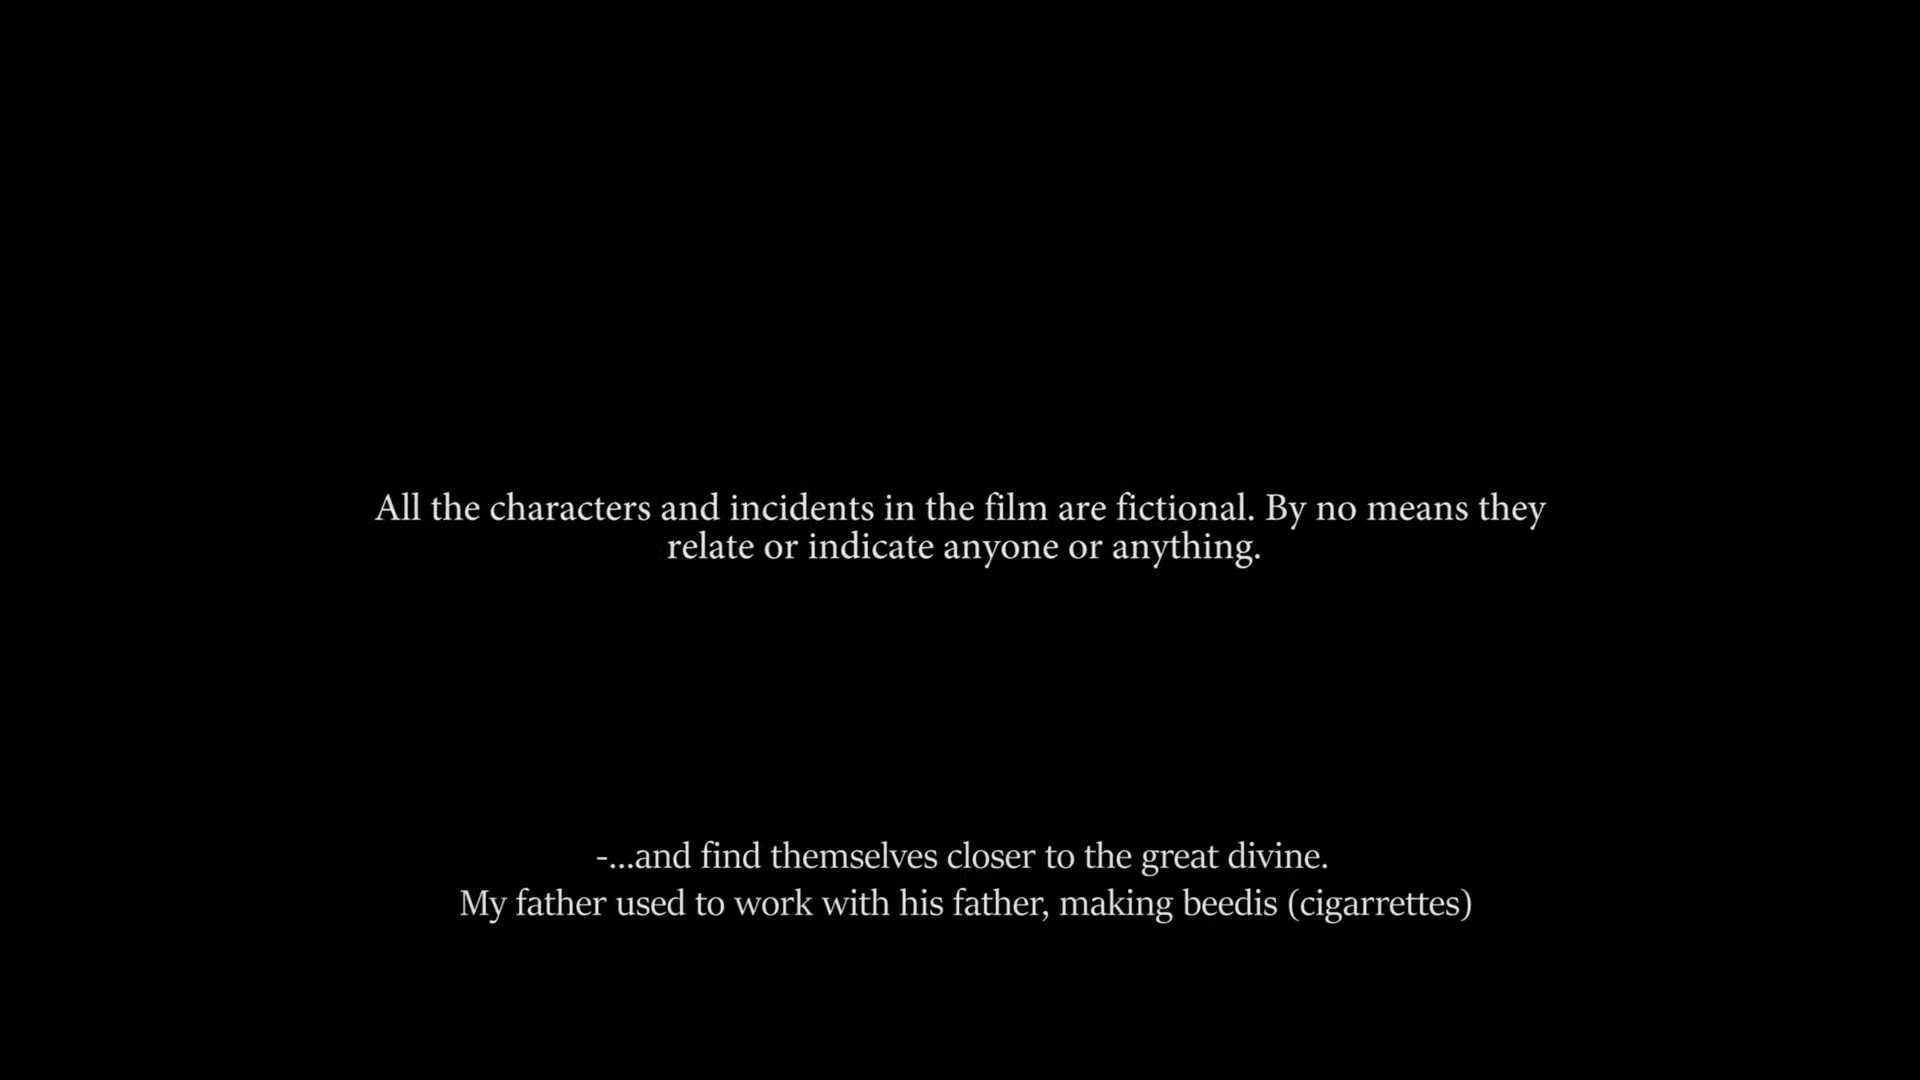 All the characters and incidents in the film are fictional. By no means they
relate or indicate anyone or anything.
-...and find themselves closer to the great divine.
My father used to work with his father, making beedis (cigarrettes)